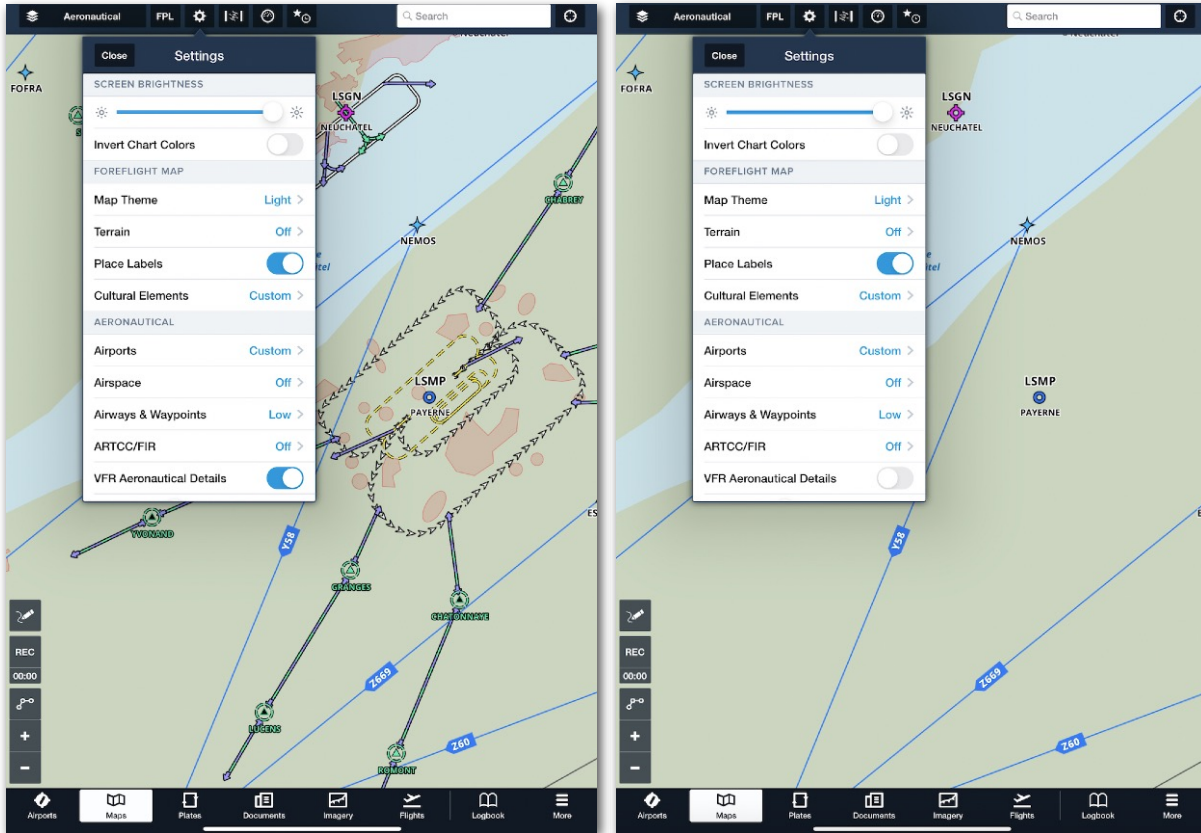 Aeronautical FPL Search
Close Settings
SCREEN BRIGHTNESS
Invert Chart Colors
FOREFLIGHT MAP
Map Theme Light >
Terrain Off >
Place Labels
Cultural Elements Custom >
AERONAUTICAL
Airports Custom >
Airspace Off >
Airways & Waypoints Low >
ARTCC/FIR Off >
VFR Aeronautical Details
FOFRA
LSGN
NEUCHATEL
CHABREY
NEMOS
LSMP
PAYERNE
YVONAND
Y58
GRANGES
CHATONNAYE
Z669
LUCENS
Z60
ROMONT
REC
00:00
+
−
Airports Maps Plates Documents Imagery Flights Logbook More
Aeronautical FPL Search
Close Settings
SCREEN BRIGHTNESS
Invert Chart Colors
FOREFLIGHT MAP
Map Theme Light >
Terrain Off >
Place Labels
Cultural Elements Custom >
AERONAUTICAL
Airports Custom >
Airspace Off >
Airways & Waypoints Low >
ARTCC/FIR Off >
VFR Aeronautical Details
FOFRA
LSGN
NEUCHATEL
NEMOS
LSMP
PAYERNE
Y58
Z669
Z60
REC
00:00
+
−
Airports Maps Plates Documents Imagery Flights Logbook More